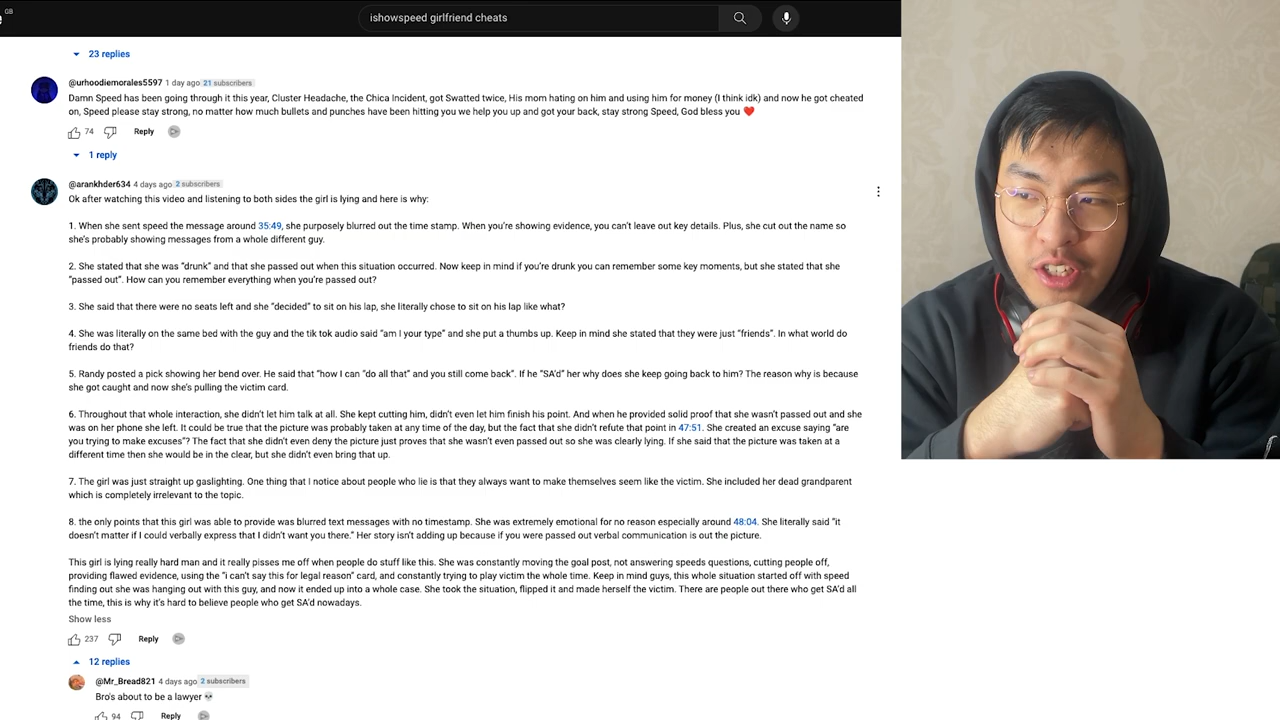 GB
ishowspeed girlfriend cheats
23 replies
@urhoodiemorales5597 1 day ago 21 subscribers
Damn Speed has been going through it this year, Cluster Headache, the Chica Incident, got Swatted twice, His mom hating on him and using him for money (I think idk) and now he got cheated
on, Speed please stay strong, no matter how much bullets and punches have been hitting you we help you up and got your back, stay strong Speed, God bless you ❤️
74 Reply
1 reply
@arankhder634 4 days ago 2 subscribers
Ok after watching this video and listening to both sides the girl is lying and here is why:
1. When she sent speed the message around 35:49, she purposely blurred out the time stamp. When you're showing evidence, you can't leave out key details. Plus, she cut out the name so
she's probably showing messages from a whole different guy.
2. She stated that she was "drunk" and that she passed out when this situation occurred. Now keep in mind if you're drunk you can remember some key moments, but she stated that she
"passed out". How can you remember everything when you're passed out?
3. She said that there were no seats left and she "decided" to sit on his lap, she literally chose to sit on his lap like what?
4. She was literally on the same bed with the guy and the tik tok audio said "am I your type" and she put a thumbs up. Keep in mind she stated that they were just "friends". In what world do
friends do that?
5. Randy posted a pick showing her bend over. He said that "how I can "do all that" and you still come back". If he "SA'd" her why does she keep going back to him? The reason why is because
she got caught and now she's pulling the victim card.
6. Throughout that whole interaction, she didn't let him talk at all. She kept cutting him, didn't even let him finish his point. And when he provided solid proof that she wasn't passed out and she
was on her phone she left. It could be true that the picture was probably taken at any time of the day, but the fact that she didn't refute that point in 47:51. She created an excuse saying "are
you trying to make excuses"? The fact that she didn't even deny the picture just proves that she wasn't even passed out so she was clearly lying. If she said that the picture was taken at a
different time then she would be in the clear, but she didn't even bring that up.
7. The girl was just straight up gaslighting. One thing that I notice about people who lie is that they always want to make themselves seem like the victim. She included her dead grandparent
which is completely irrelevant to the topic.
8. the only points that this girl was able to provide was blurred text messages with no timestamp. She was extremely emotional for no reason especially around 48:04. She literally said "it
doesn't matter if I could verbally express that I didn't want you there." Her story isn't adding up because if you were passed out verbal communication is out the picture.
This girl is lying really hard man and it really pisses me off when people do stuff like this. She was constantly moving the goal post, not answering speeds questions, cutting people off,
providing flawed evidence, using the "i can't say this for legal reason" card, and constantly trying to play victim the whole time. Keep in mind guys, this whole situation started off with speed
finding out she was hanging out with this guy, and now it ended up into a whole case. She took the situation, flipped it and made herself the victim. There are people out there who get SA'd all
the time, this is why it's hard to believe people who get SA'd nowadays.
Show less
237 Reply
12 replies
@Mr_Bread821 4 days ago 2 subscribers
Bro's about to be a lawyer 💀
94 Reply